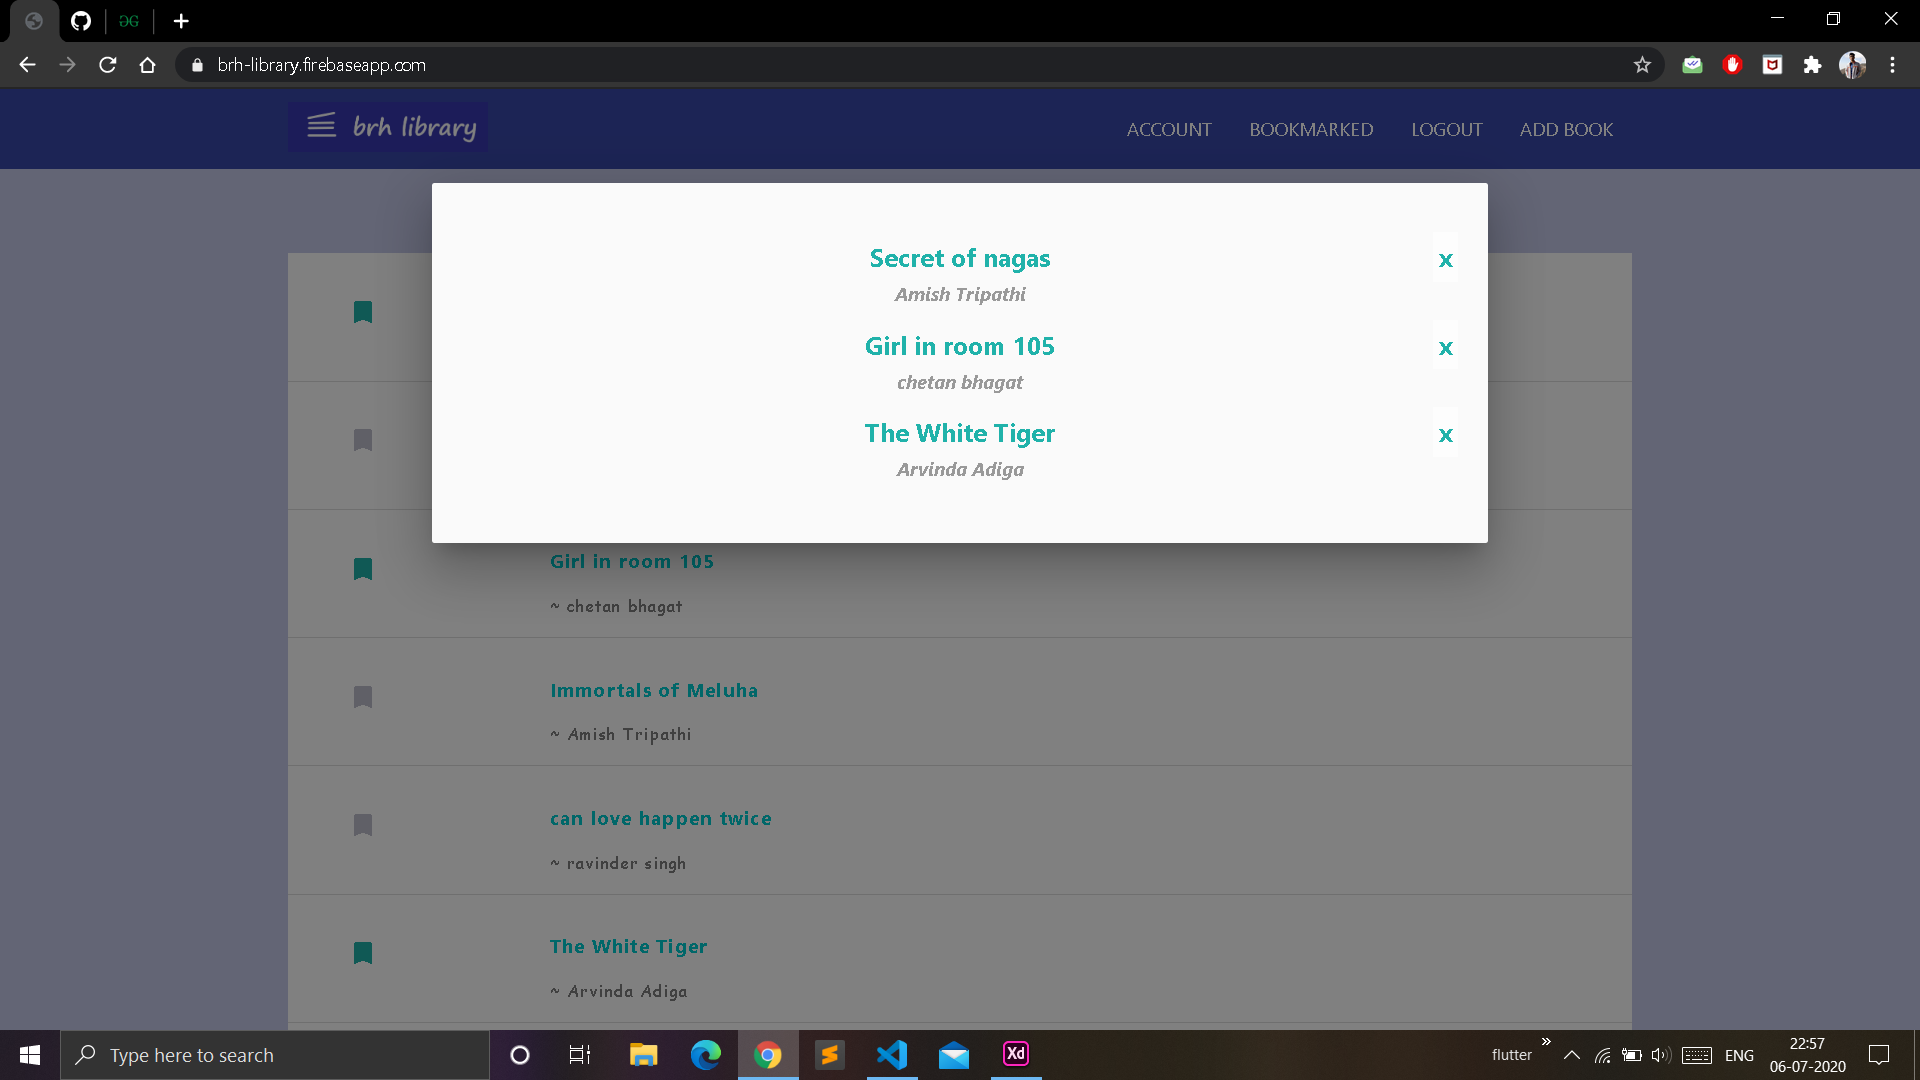 brh-library.firebaseapp.com
brh library
ACCOUNT BOOKMARKED LOGOUT ADD BOOK
Secret of nagas x
Amish Tripathi
Girl in room 105 x
chetan bhagat
The White Tiger x
Arvinda Adiga
Girl in room 105
~ chetan bhagat
Immortals of Meluha
~ Amish Tripathi
can love happen twice
~ ravinder singh
The White Tiger
~ Arvinda Adiga
Type here to search
Xd
flutter
ENG
22:57
06-07-2020